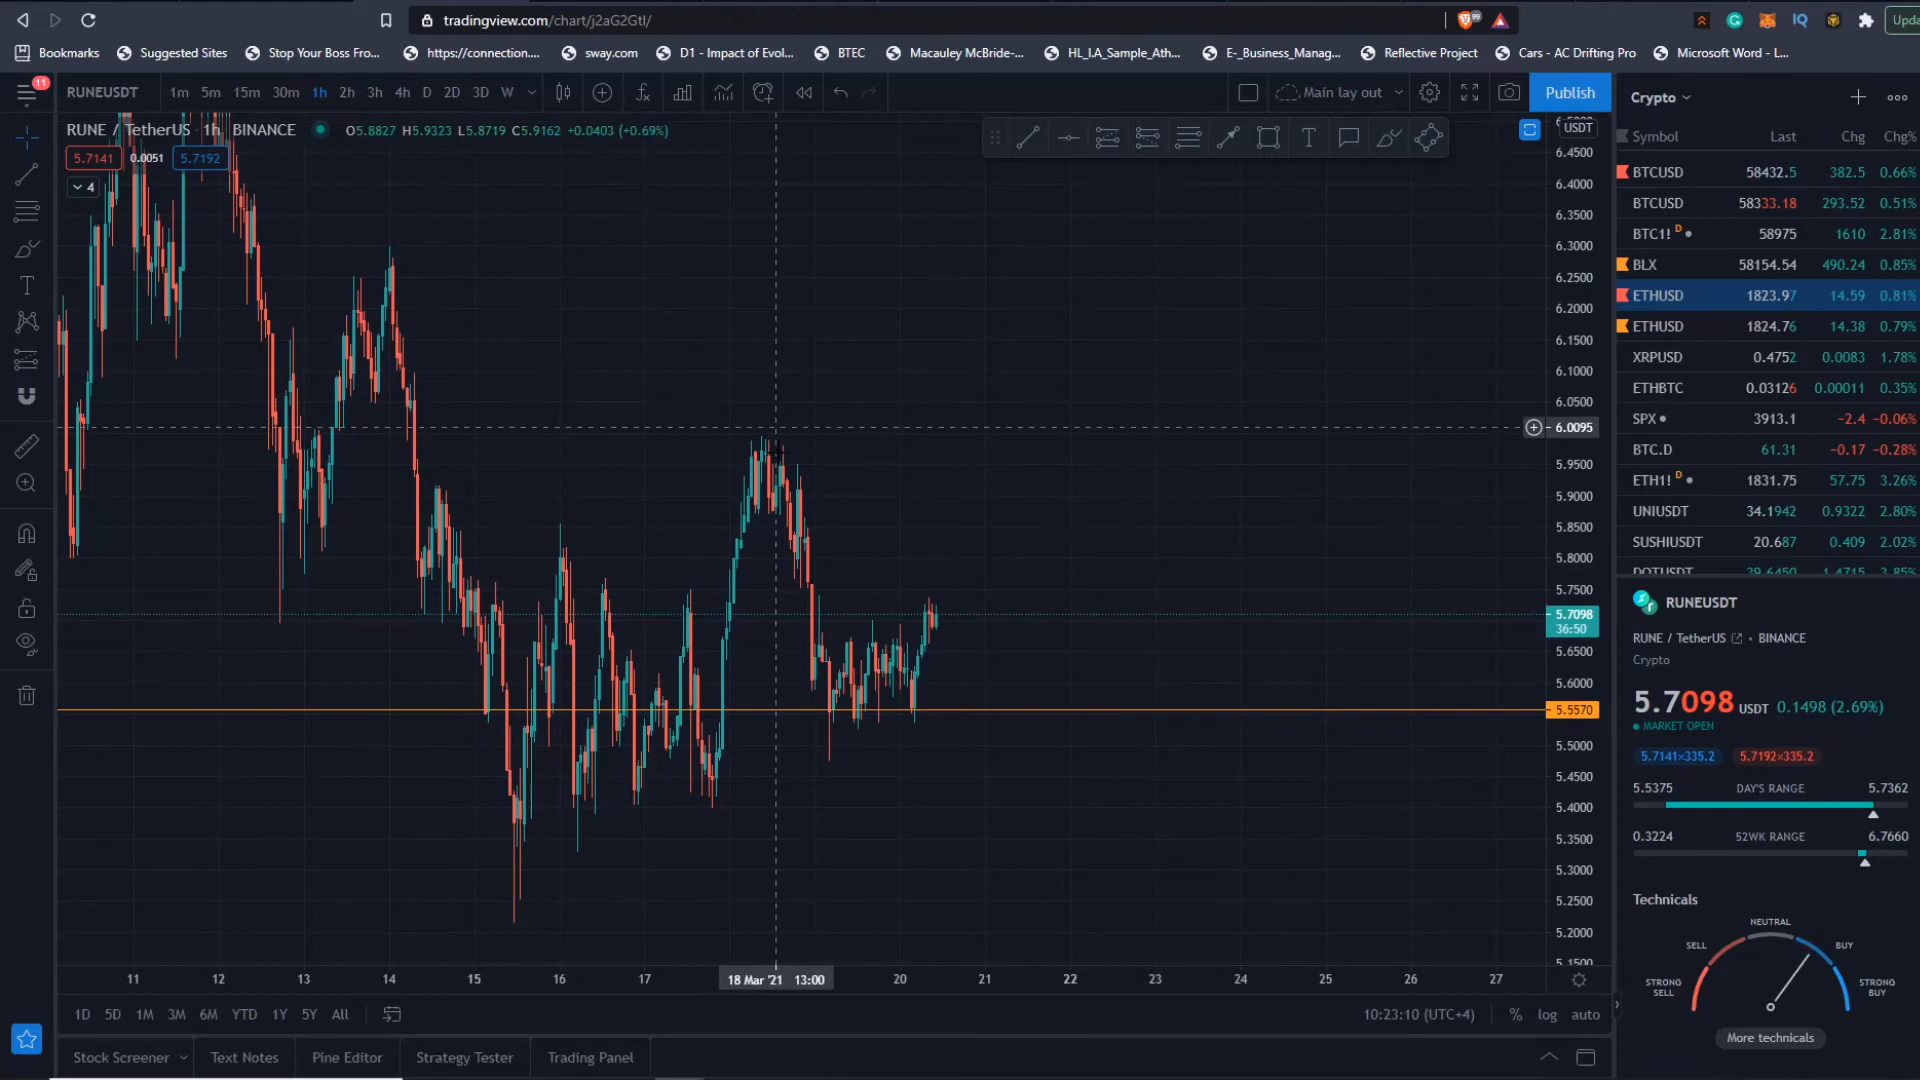 tradingview.com/chart/j2aG2Gtl/
99
IQ
Upda
Bookmarks Suggested Sites Stop Your Boss Fro... https://connection.... sway.com D1 - Impact of Evol... BTEC Macauley McBride-... HL_I.A_Sample_Ath... E-_Business_Manag... Reflective Project Cars - AC Drifting Pro Microsoft Word - L...
11
RUNEUSDT 1m 5m 15m 30m 1h 2h 3h 4h D 2D 3D W Main lay out Publish
Crypto
RUNE / TetherUS · 1h · BINANCE O5.8827 H5.9323 L5.8719 C5.9162 +0.0403 (+0.69%)
USDT
5.7141 0.0051 5.7192
4
6.4500
6.4000
6.3500
6.3000
6.2500
6.2000
6.1500
6.1000
6.0500
6.0095
5.9500
5.9000
5.8500
5.8000
5.7500
5.7098
36:50
5.6500
5.6000
5.5570
5.5000
5.4500
5.4000
5.3500
5.3000
5.2500
5.2000
5.1500
11 12 13 14 15 16 17 18 Mar '21 13:00 20 21 22 23 24 25 26 27
1D 5D 1M 3M 6M YTD 1Y 5Y All
10:23:10 (UTC+4) % log auto
Stock Screener Text Notes Pine Editor Strategy Tester Trading Panel
Symbol Last Chg Chg%
BTCUSD 58432.5 382.5 0.66%
BTCUSD 58333.18 293.52 0.51%
BTC1! D 58975 1610 2.81%
BLX 58154.54 490.24 0.85%
ETHUSD 1823.97 14.59 0.81%
ETHUSD 1824.76 14.38 0.79%
XRPUSD 0.4752 0.0083 1.78%
ETHBTC 0.03126 0.00011 0.35%
SPX 3913.1 −2.4 −0.06%
BTC.D 61.31 −0.17 −0.28%
ETH1! D 1831.75 57.75 3.26%
UNIUSDT 34.1942 0.9322 2.80%
SUSHIUSDT 20.687 0.409 2.02%
DOTUSDT 39.6450 1.4715 3.85%
RUNEUSDT
RUNE / TetherUS · BINANCE
Crypto
5.7098 USDT 0.1498 (2.69%)
MARKET OPEN
5.7141×335.2 5.7192×335.2
5.5375 DAY'S RANGE 5.7362
0.3224 52WK RANGE 6.7660
Technicals
NEUTRAL
SELL BUY
STRONG SELL STRONG BUY
More technicals